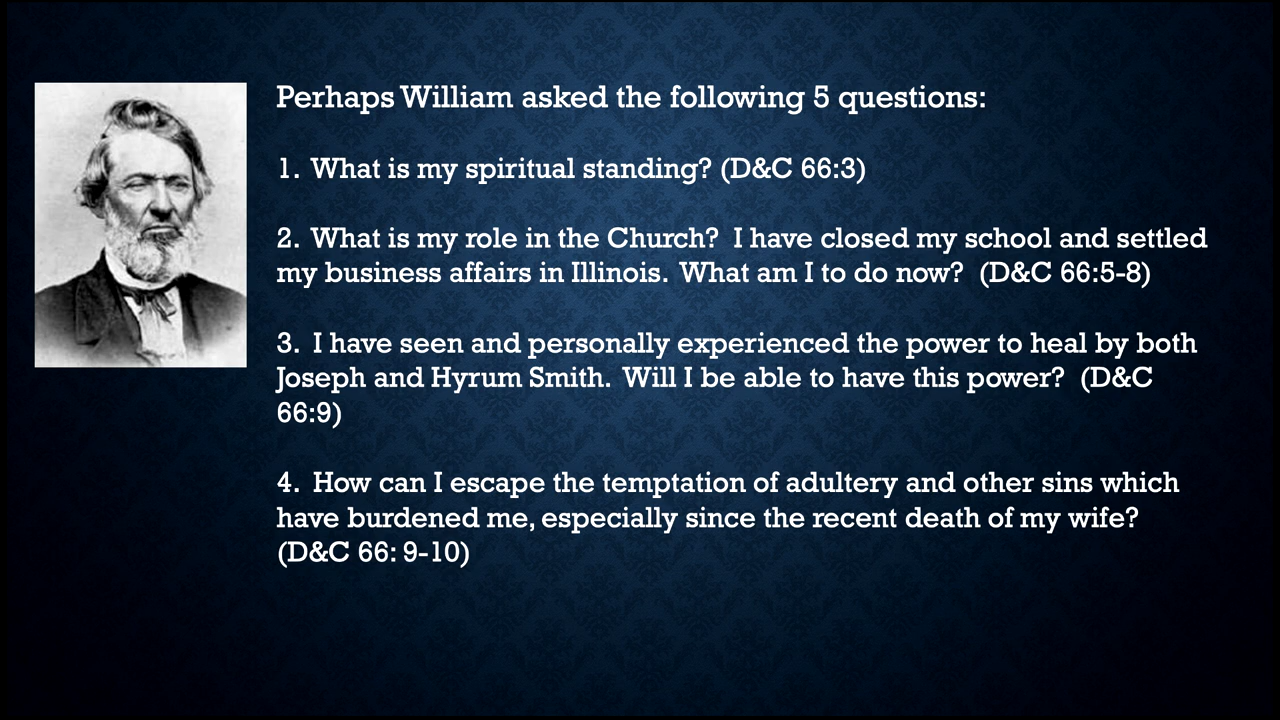 Perhaps William asked the following 5 questions:
1. What is my spiritual standing? (D&C 66:3)
2. What is my role in the Church? I have closed my school and settled
my business affairs in Illinois. What am I to do now? (D&C 66:5-8)
3. I have seen and personally experienced the power to heal by both
Joseph and Hyrum Smith. Will I be able to have this power? (D&C
66:9)
4. How can I escape the temptation of adultery and other sins which
have burdened me, especially since the recent death of my wife?
(D&C 66: 9-10)